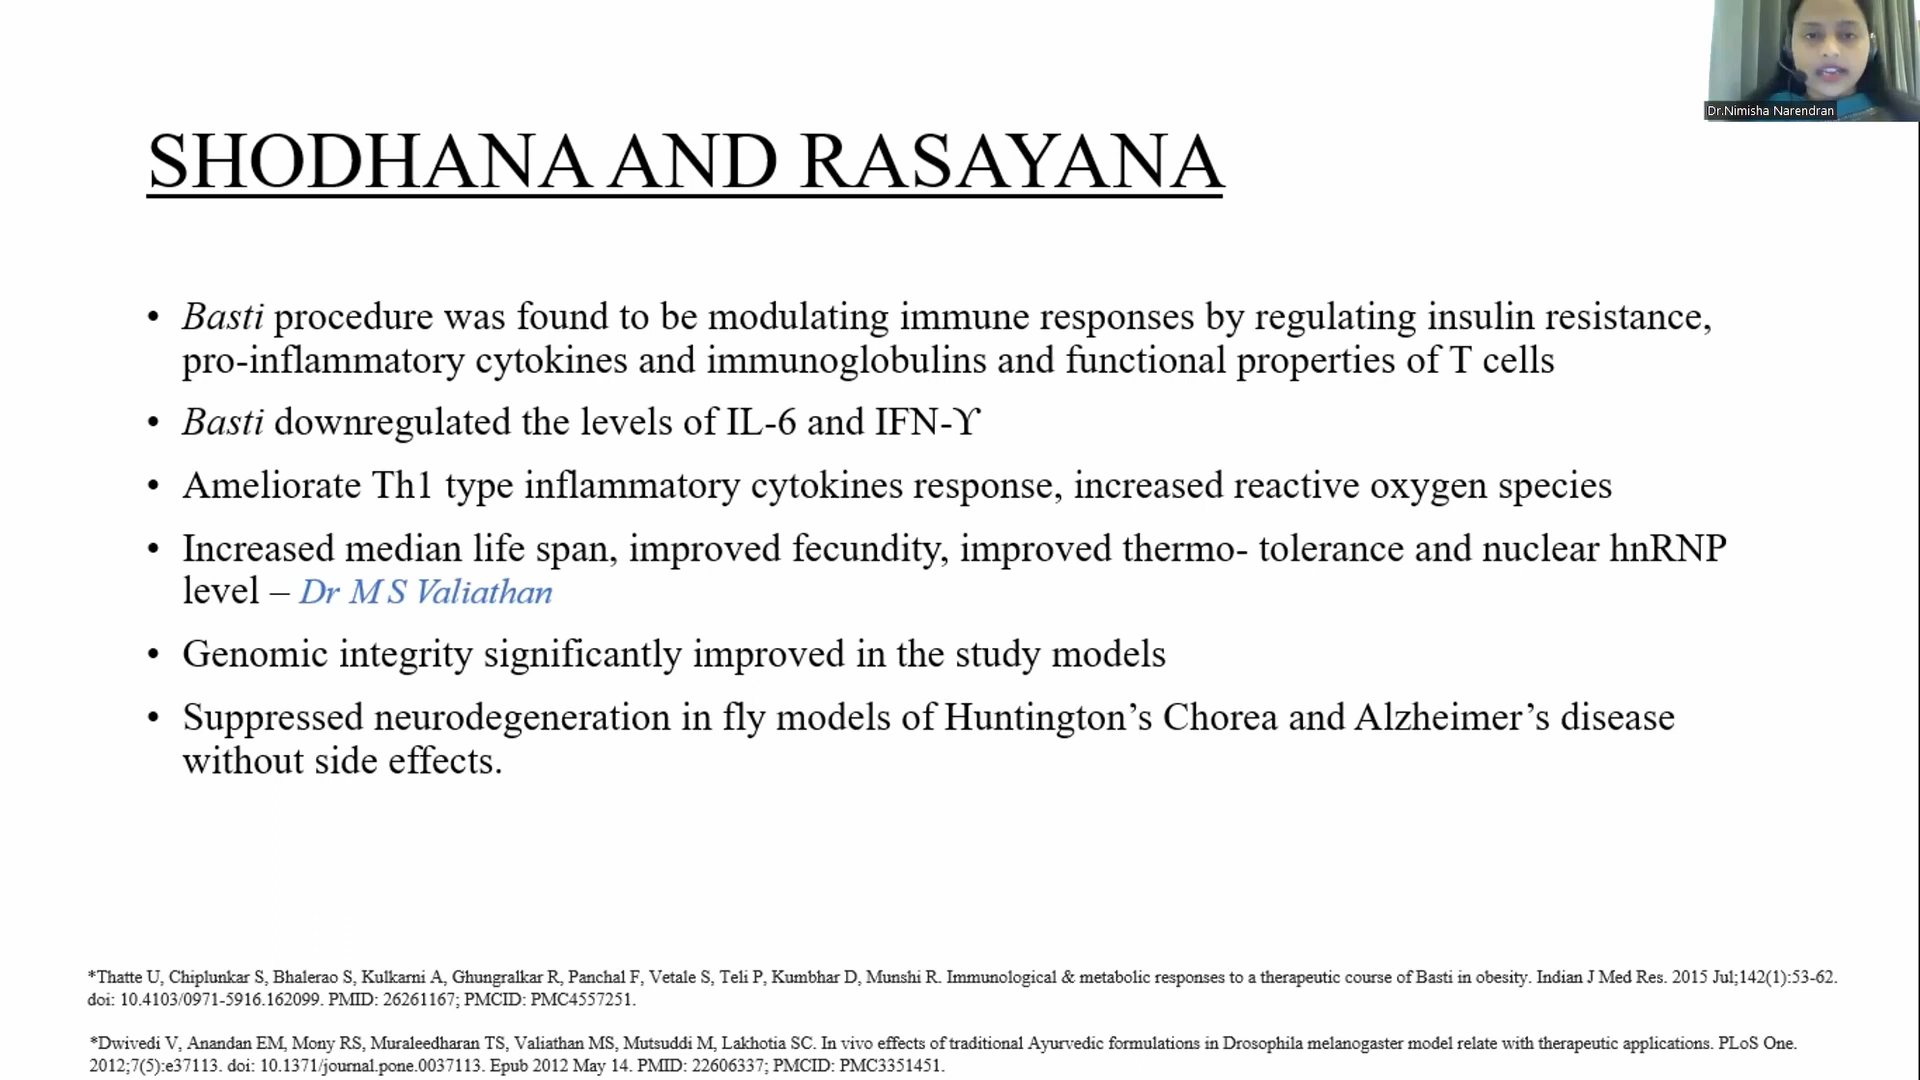 Dr.Nimisha Narendran
SHODHANA AND RASAYANA
• Basti procedure was found to be modulating immune responses by regulating insulin resistance,
pro-inflammatory cytokines and immunoglobulins and functional properties of T cells
• Basti downregulated the levels of IL-6 and IFN-ϒ
• Ameliorate Th1 type inflammatory cytokines response, increased reactive oxygen species
• Increased median life span, improved fecundity, improved thermo- tolerance and nuclear hnRNP
level – Dr M S Valiathan
• Genomic integrity significantly improved in the study models
• Suppressed neurodegeneration in fly models of Huntington’s Chorea and Alzheimer’s disease
without side effects.
*Thatte U, Chiplunkar S, Bhalerao S, Kulkarni A, Ghungralkar R, Panchal F, Vetale S, Teli P, Kumbhar D, Munshi R. Immunological & metabolic responses to a therapeutic course of Basti in obesity. Indian J Med Res. 2015 Jul;142(1):53-62.
doi: 10.4103/0971-5916.162099. PMID: 26261167; PMCID: PMC4557251.
*Dwivedi V, Anandan EM, Mony RS, Muraleedharan TS, Valiathan MS, Mutsuddi M, Lakhotia SC. In vivo effects of traditional Ayurvedic formulations in Drosophila melanogaster model relate with therapeutic applications. PLoS One.
2012;7(5):e37113. doi: 10.1371/journal.pone.0037113. Epub 2012 May 14. PMID: 22606337; PMCID: PMC3351451.